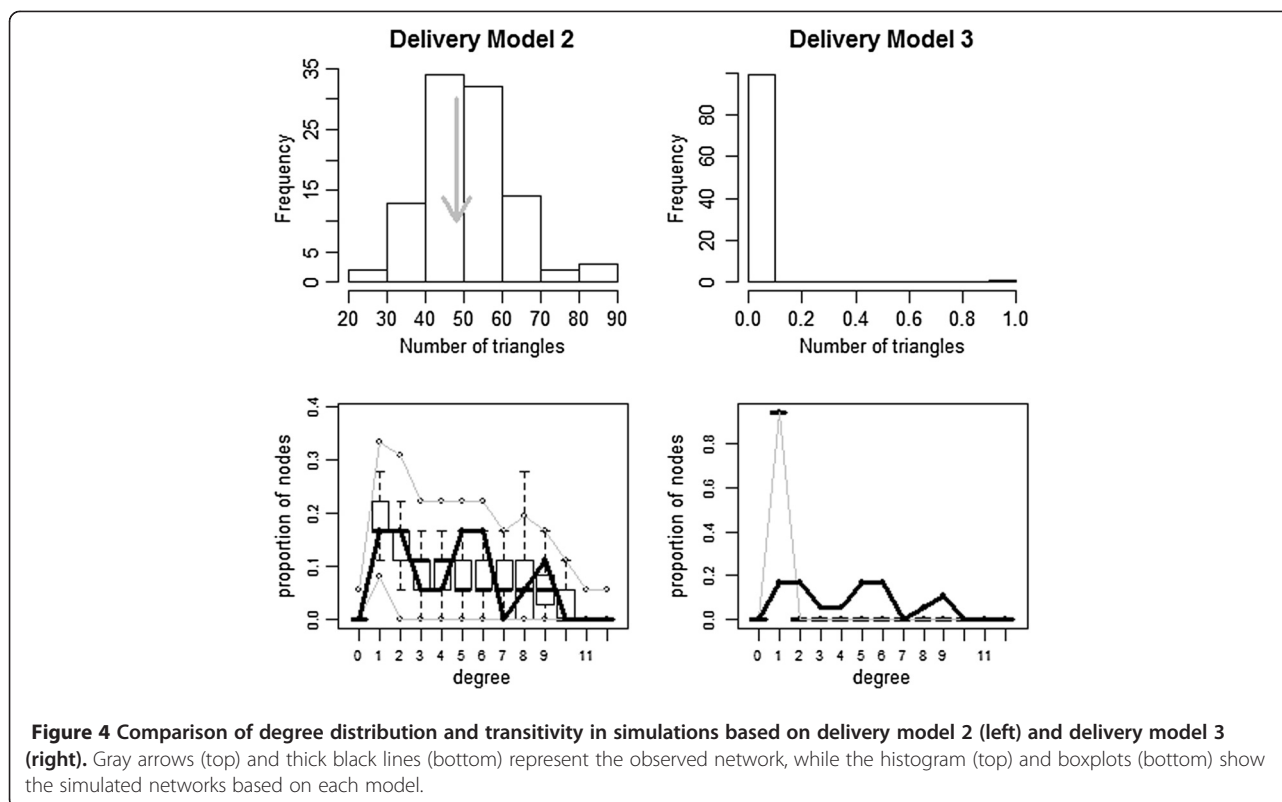 Delivery Model 2
Delivery Model 3
Frequency
0 5 15 25 35
20 30 40 50 60 70 80 90
Number of triangles
Frequency
0 20 40 60 80
0.0 0.2 0.4 0.6 0.8 1.0
Number of triangles
proportion of nodes
0.0 0.1 0.2 0.3 0.4
0 1 2 3 4 5 6 7 8 9 11
degree
proportion of nodes
0.0 0.2 0.4 0.6 0.8
0 1 2 3 4 5 6 7 8 9 11
degree
Figure 4 Comparison of degree distribution and transitivity in simulations based on delivery model 2 (left) and delivery model 3
(right). Gray arrows (top) and thick black lines (bottom) represent the observed network, while the histogram (top) and boxplots (bottom) show
the simulated networks based on each model.